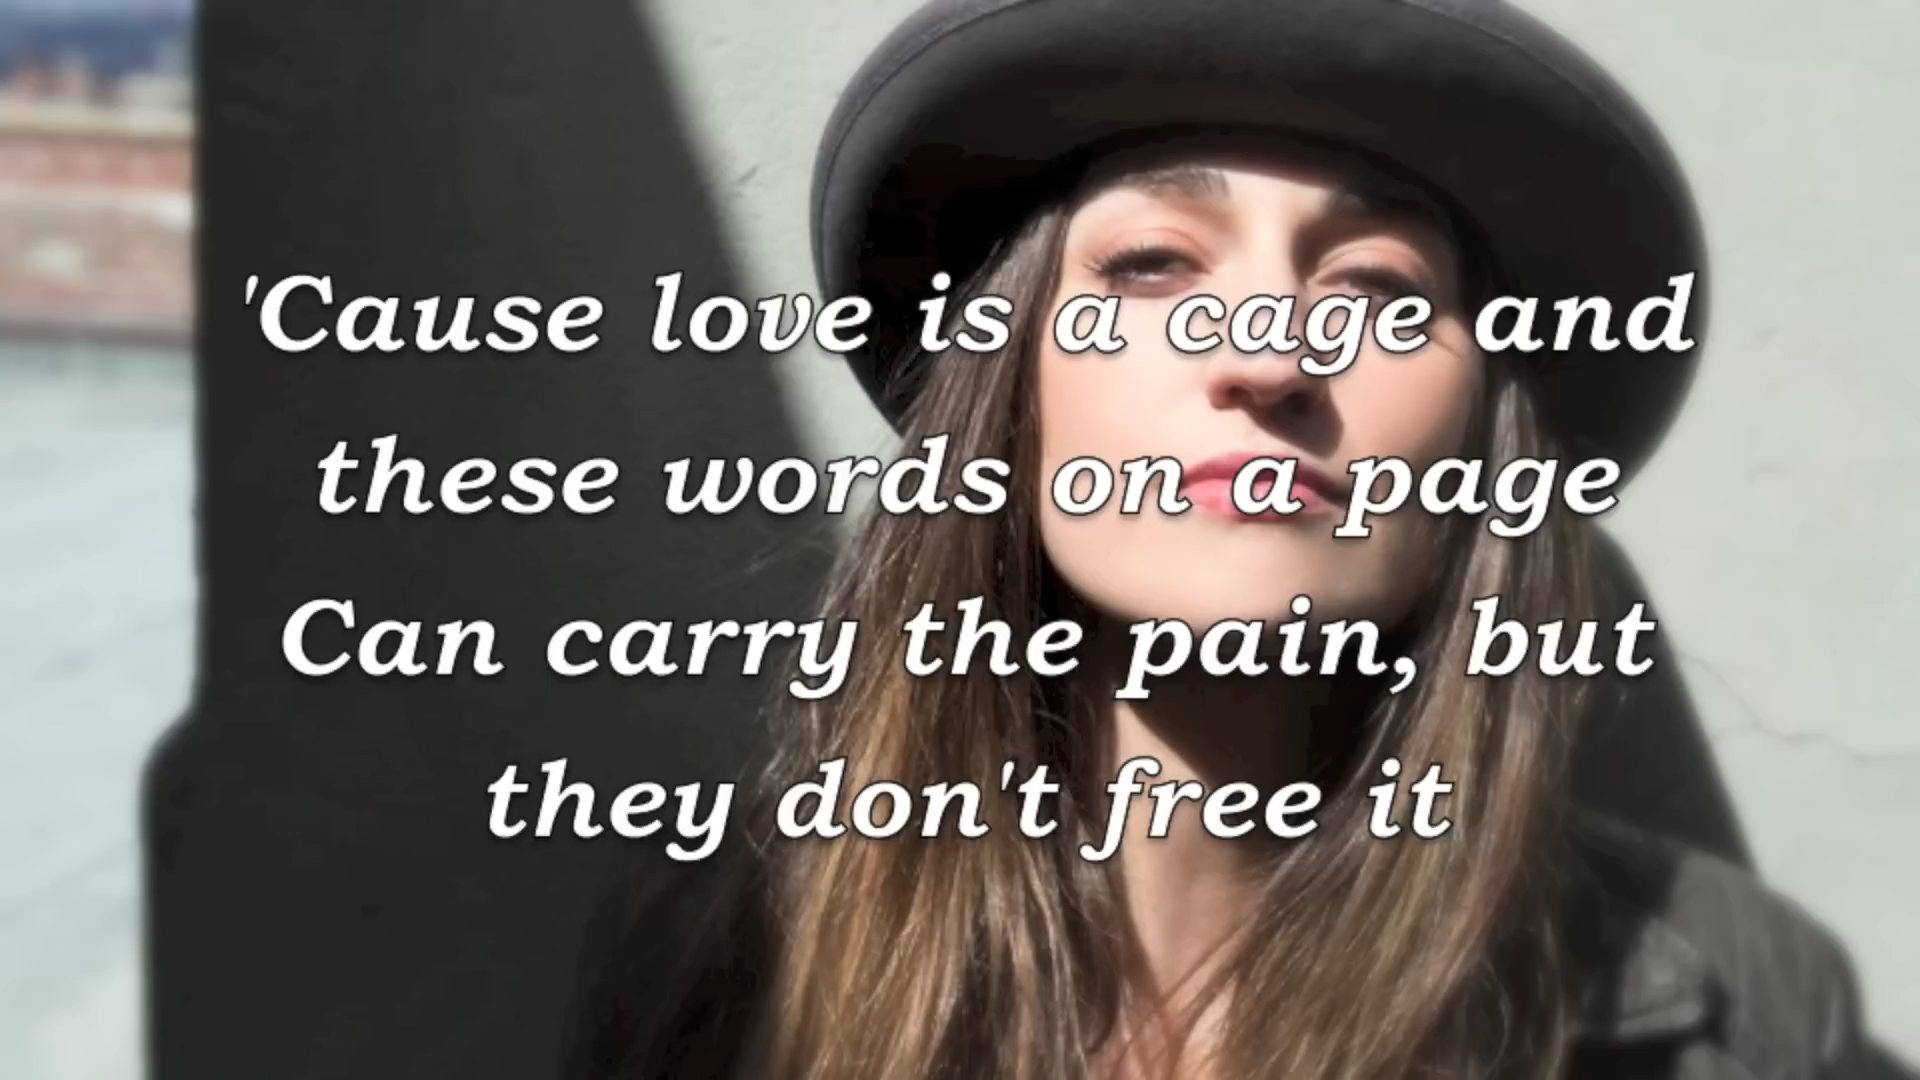 'Cause love is a cage and
these words on a page
Can carry the pain, but
they don't free it